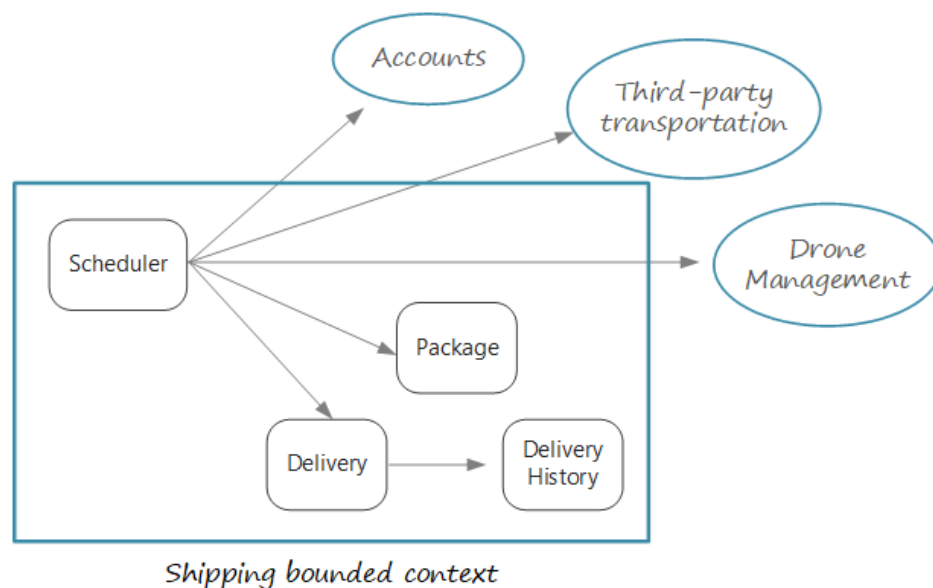 Accounts
Third-party
transportation
Scheduler
Drone
Management
Package
Delivery
Delivery
History
Shipping bounded context